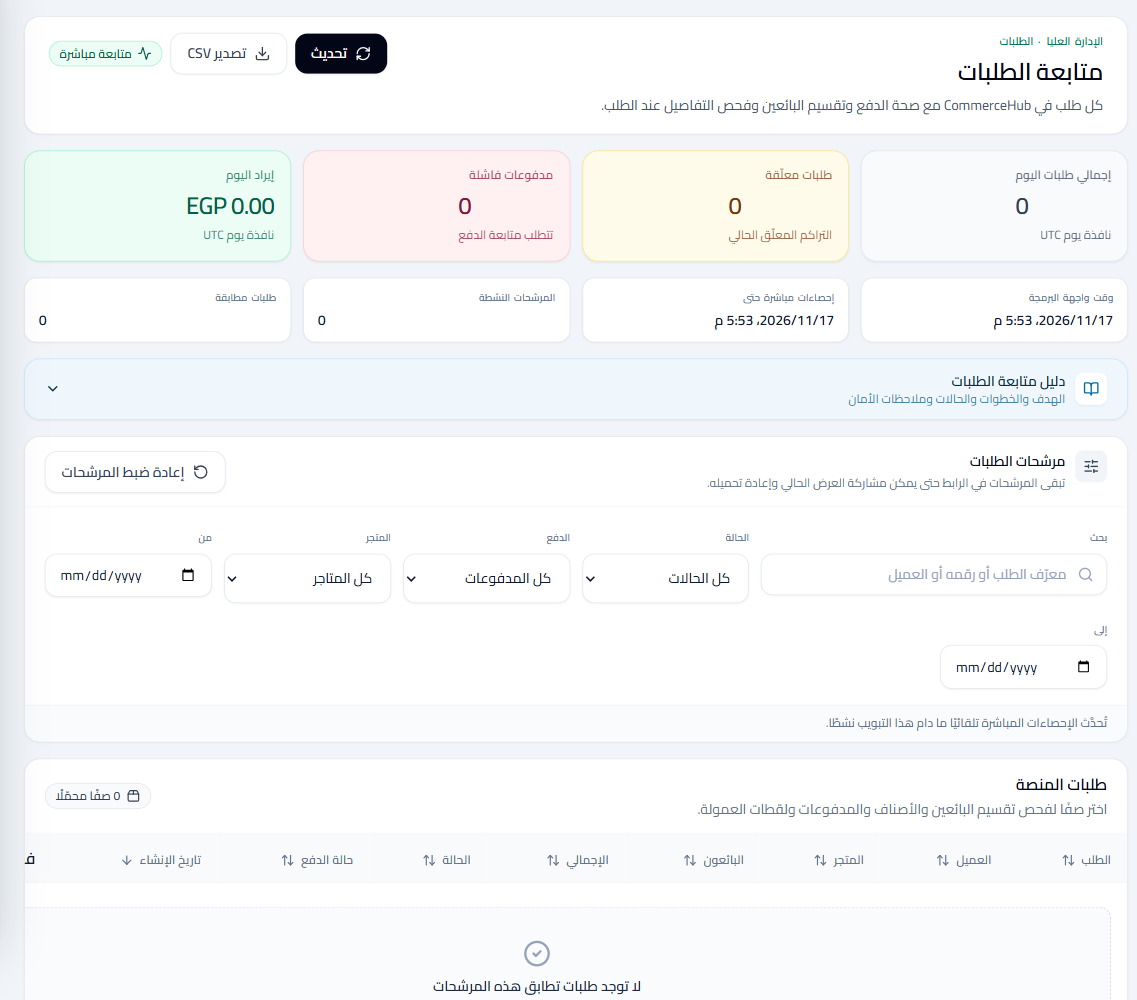 الإدارة العليا · الطلبات
متابعة الطلبات
كل طلب في CommerceHub مع صحة الدفع وتقسيم البائعين وفحص التفاصيل عند الطلب.
تحديث
تصدير CSV
متابعة مباشرة
إجمالي طلبات اليوم
0
نافذة يوم UTC
طلبات معلّقة
0
التراكم المعلّق الحالي
مدفوعات فاشلة
0
تتطلب متابعة الدفع
إيراد اليوم
EGP 0.00
نافذة يوم UTC
وقت واجهة البرمجة
2026/11/17، 5:53 م
إحصاءات مباشرة حتى
2026/11/17، 5:53 م
المرشحات النشطة
0
طلبات مطابقة
0
دليل متابعة الطلبات
الهدف والخطوات والحالات وملاحظات الأمان
مرشحات الطلبات
تبقى المرشحات في الرابط حتى يمكن مشاركة العرض الحالي وإعادة تحميله.
إعادة ضبط المرشحات
بحث
معرّف الطلب أو رقمه أو العميل
الحالة
كل الحالات
الدفع
كل المدفوعات
المتجر
كل المتاجر
من
mm/dd/yyyy
إلى
mm/dd/yyyy
تُحدَّث الإحصاءات المباشرة تلقائيًا ما دام هذا التبويب نشطًا.
طلبات المنصة
اختر صفًا لفحص تقسيم البائعين والأصناف والمدفوعات ولقطات العمولة.
0 صفًا محمّلًا
الطلب العميل المتجر البائعون الإجمالي الحالة حالة الدفع تاريخ الإنشاء
لا توجد طلبات تطابق هذه المرشحات